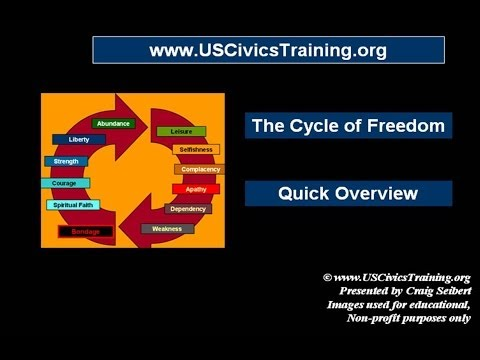 www.USCivicsTraining.org
The Cycle of Freedom
Quick Overview
Abundance
Liberty
Strength
Courage
Spiritual Faith
Bondage
Leisure
Selfishness
Complacency
Apathy
Dependency
Weakness
© www.USCivicsTraining.org
Presented by Craig Seibert
Images used for educational,
Non-profit purposes only